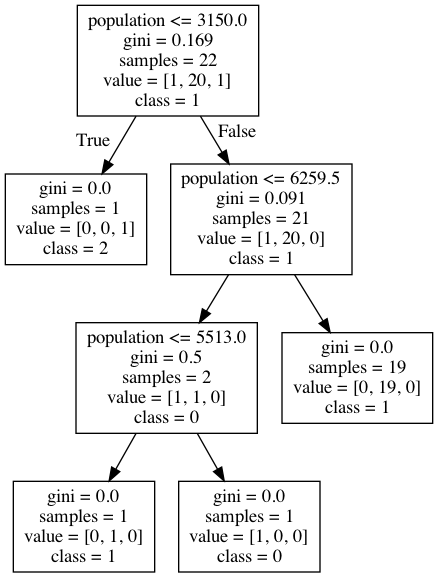 population <= 3150.0
gini = 0.169
samples = 22
value = [1, 20, 1]
class = 1
True
False
gini = 0.0
samples = 1
value = [0, 0, 1]
class = 2
population <= 6259.5
gini = 0.091
samples = 21
value = [1, 20, 0]
class = 1
population <= 5513.0
gini = 0.5
samples = 2
value = [1, 1, 0]
class = 0
gini = 0.0
samples = 19
value = [0, 19, 0]
class = 1
gini = 0.0
samples = 1
value = [0, 1, 0]
class = 1
gini = 0.0
samples = 1
value = [1, 0, 0]
class = 0